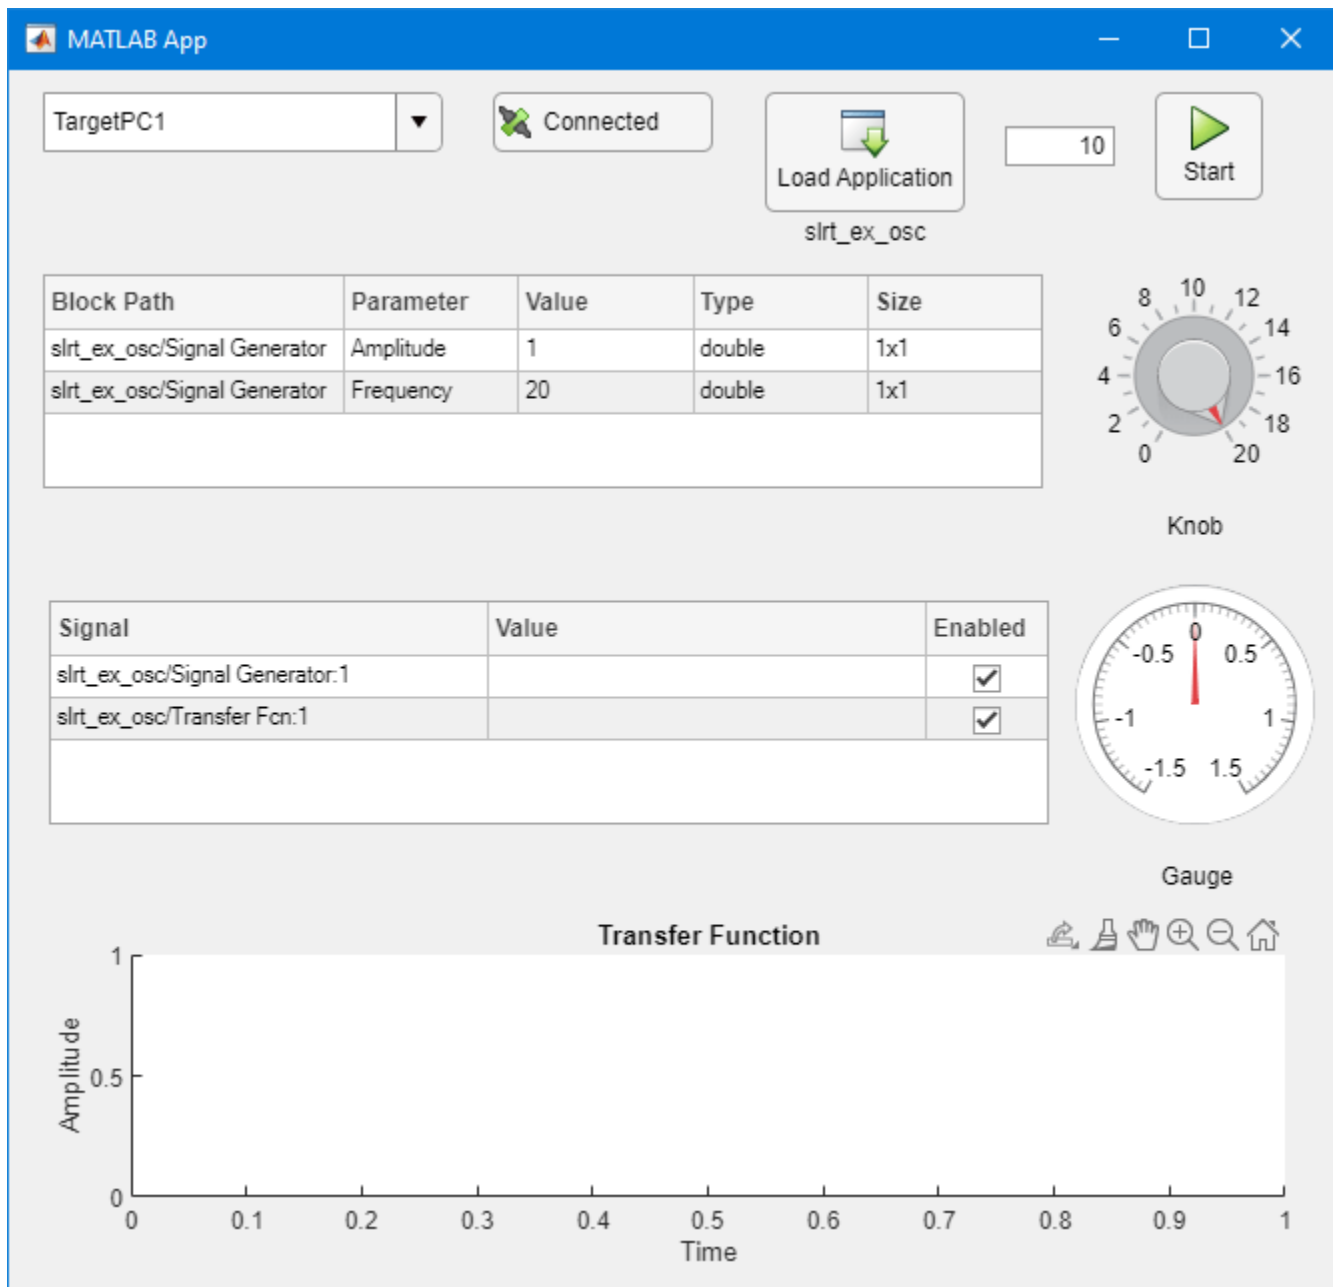 MATLAB App
TargetPC1
Connected
Load Application
10
Start
slrt_ex_osc
Block Path Parameter Value Type Size
slrt_ex_osc/Signal Generator Amplitude 1 double 1x1
slrt_ex_osc/Signal Generator Frequency 20 double 1x1
0 2 4 6 8 10 12 14 16 18 20
Knob
Signal Value Enabled
slrt_ex_osc/Signal Generator:1
slrt_ex_osc/Transfer Fcn:1
-1.5 -1 -0.5 0 0.5 1 1.5
Gauge
Transfer Function
Amplitude
1
0.5
0
0 0.1 0.2 0.3 0.4 0.5 0.6 0.7 0.8 0.9 1
Time